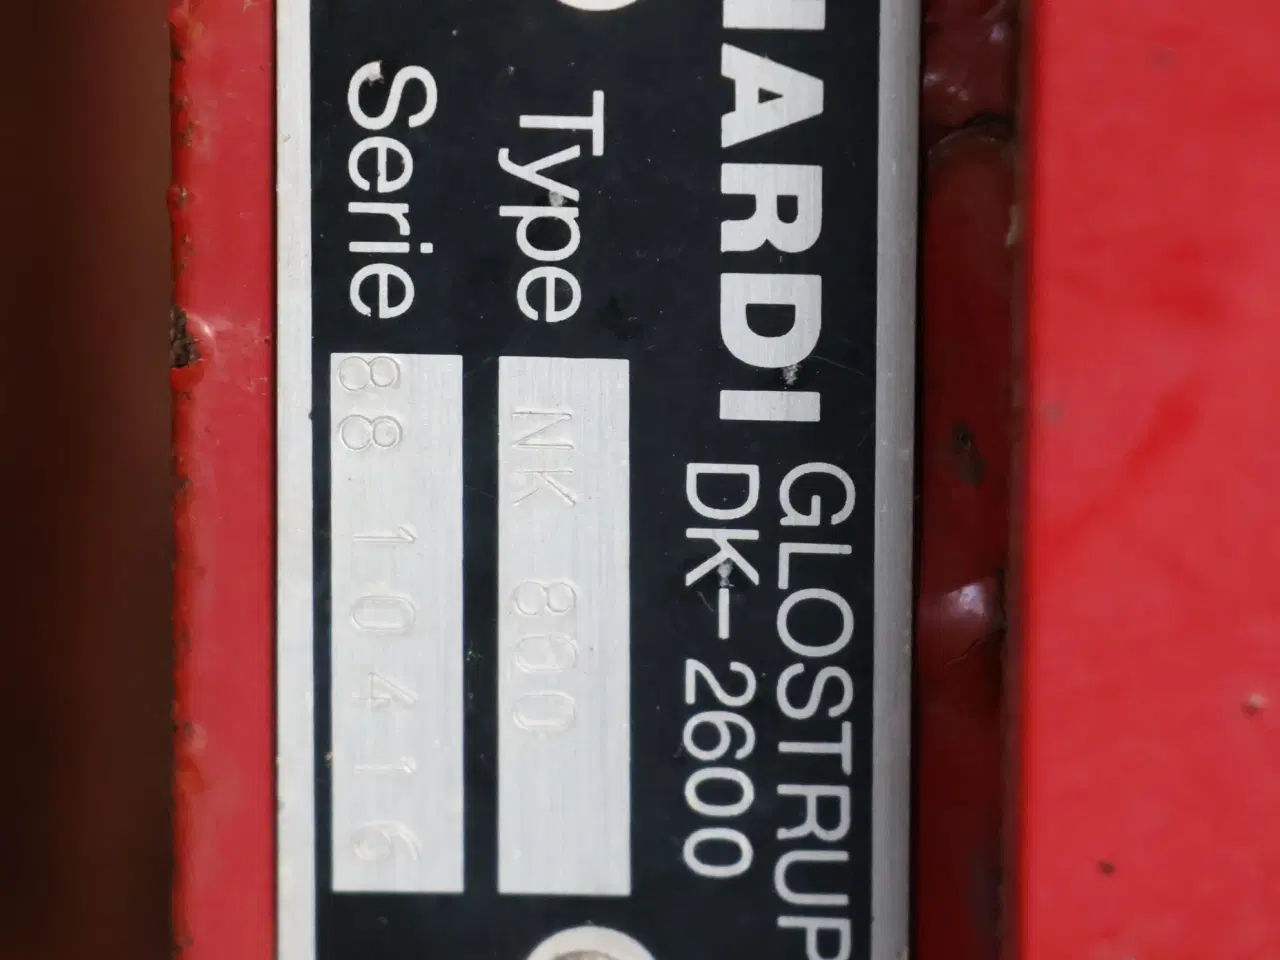 HARDI GLOSTRUP
DK-2600
Type NK 800
Serie 88 10416